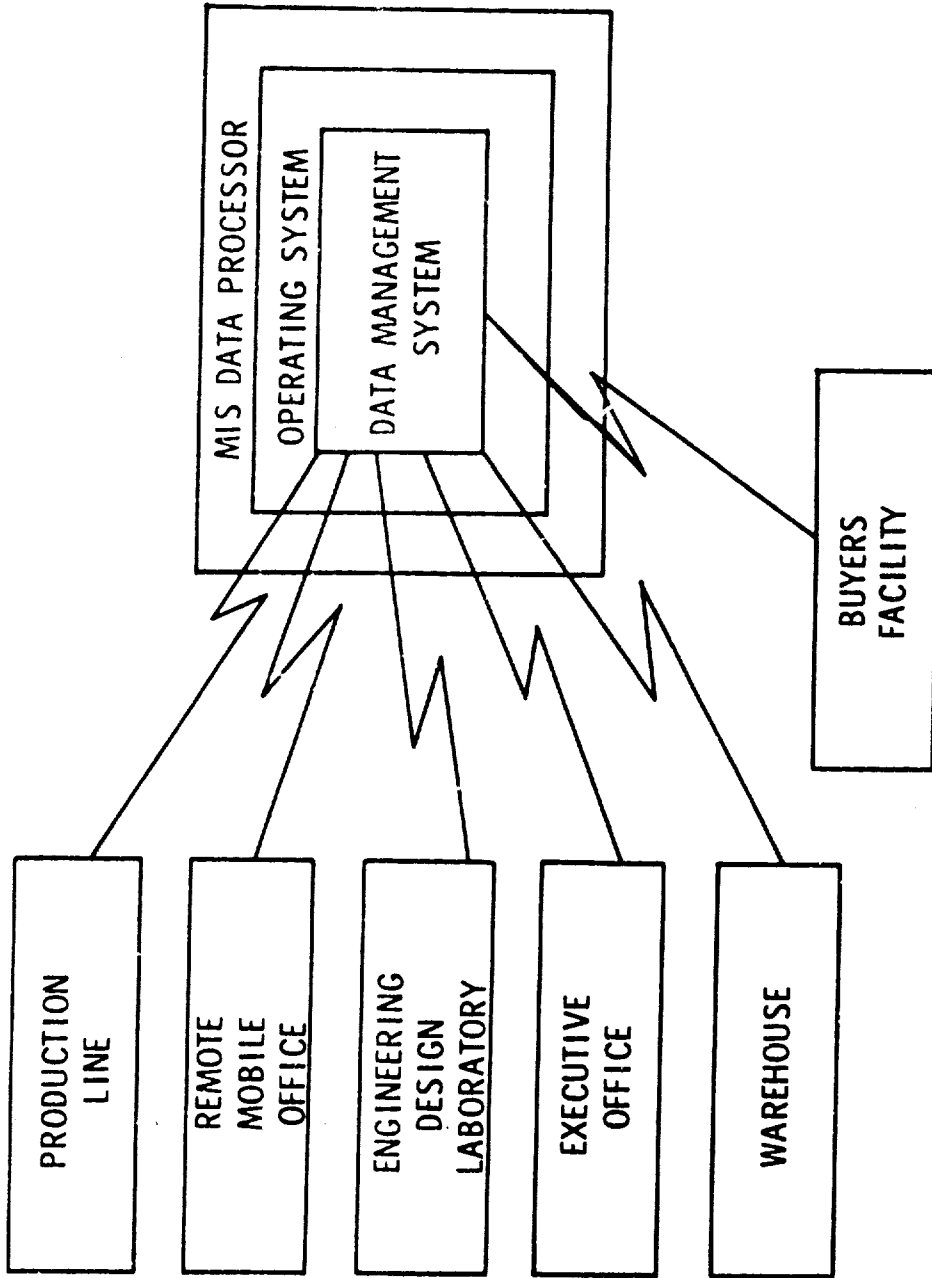 PRODUCTION
LINE
REMOTE
MOBILE
OFFICE
ENGINEERING
DESIGN
LABORATORY
EXECUTIVE
OFFICE
WAREHOUSE
MIS DATA PROCESSOR
OPERATING SYSTEM
DATA MANAGEMENT
SYSTEM
BUYERS
FACILITY